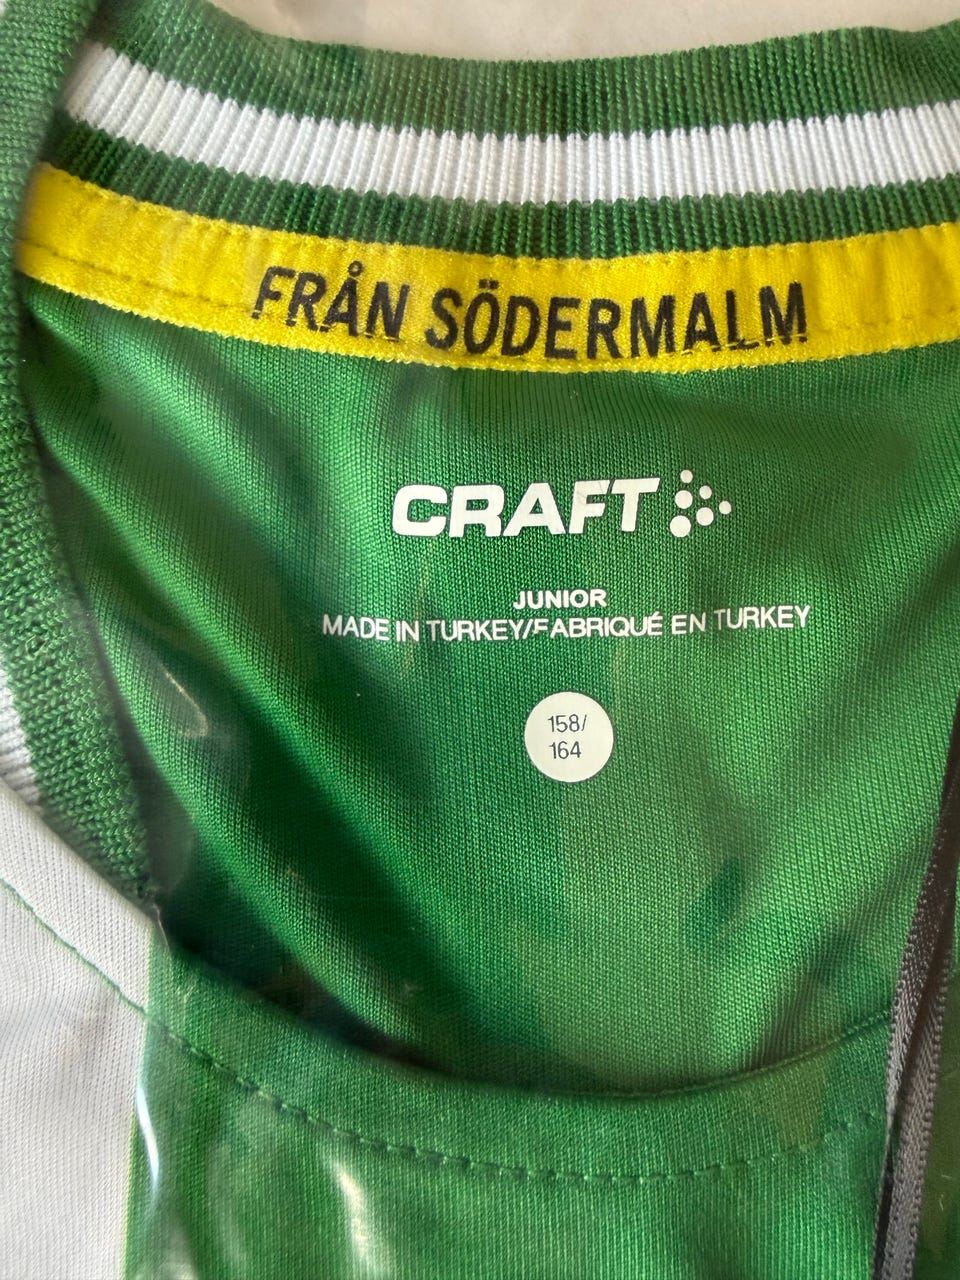 FRÅN SÖDERMALM
CRAFT
JUNIOR
MADE IN TURKEY/FABRIQUÉ EN TURKEY
158/
164